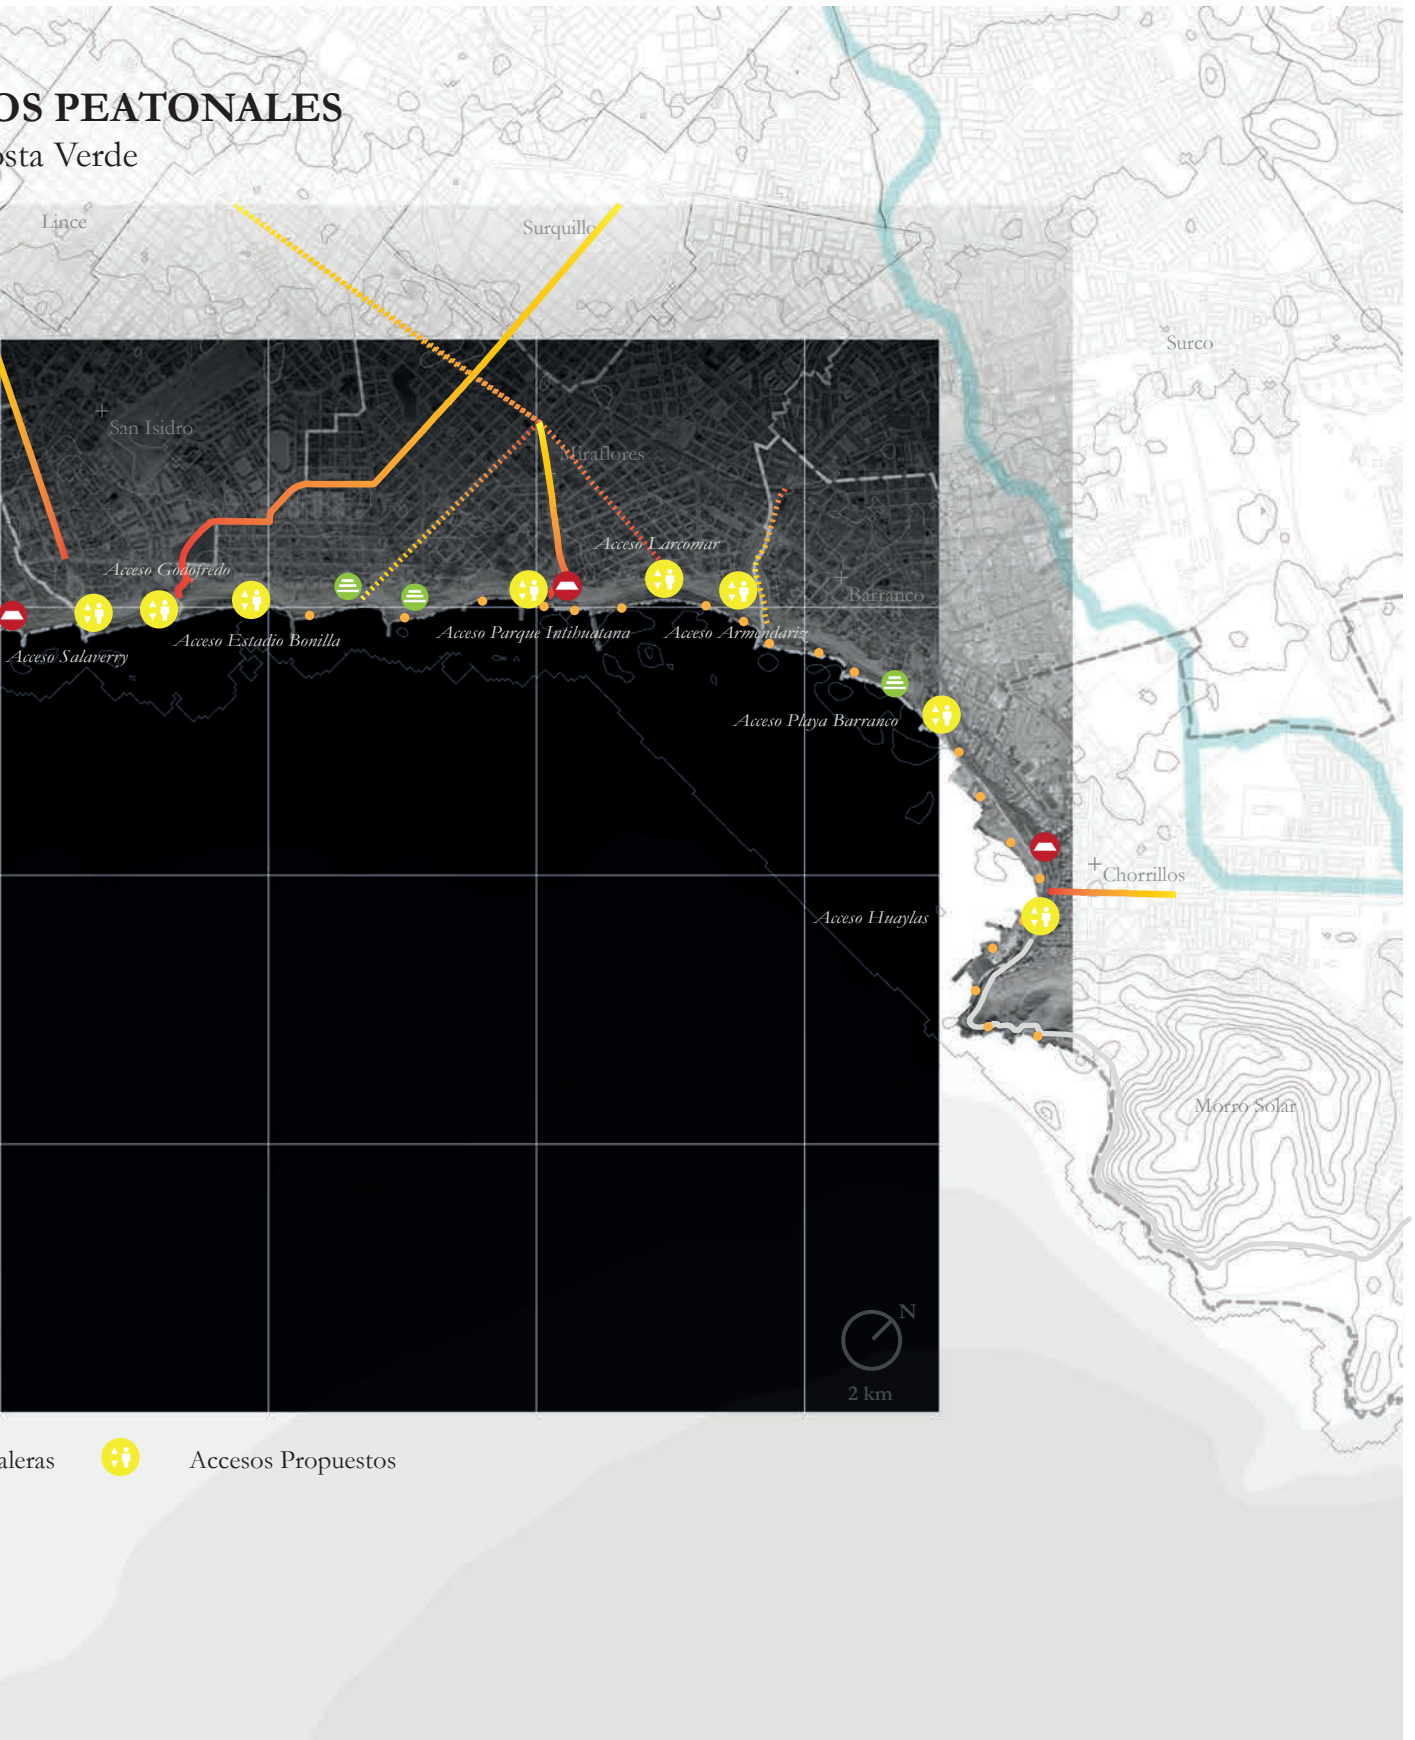 OS PEATONALES
osta Verde
Lince
Surquillo
Surco
San Isidro
Miraflores
Acceso Larcomar
Acceso Godofredo
Barranco
Acceso Estadio Bonilla
Acceso Parque Intihuatana
Acceso Armendariz
Acceso Salaverry
Acceso Playa Barranco
Chorrillos
Acceso Huaylas
Morro Solar
N
2 km
aleras
Accesos Propuestos